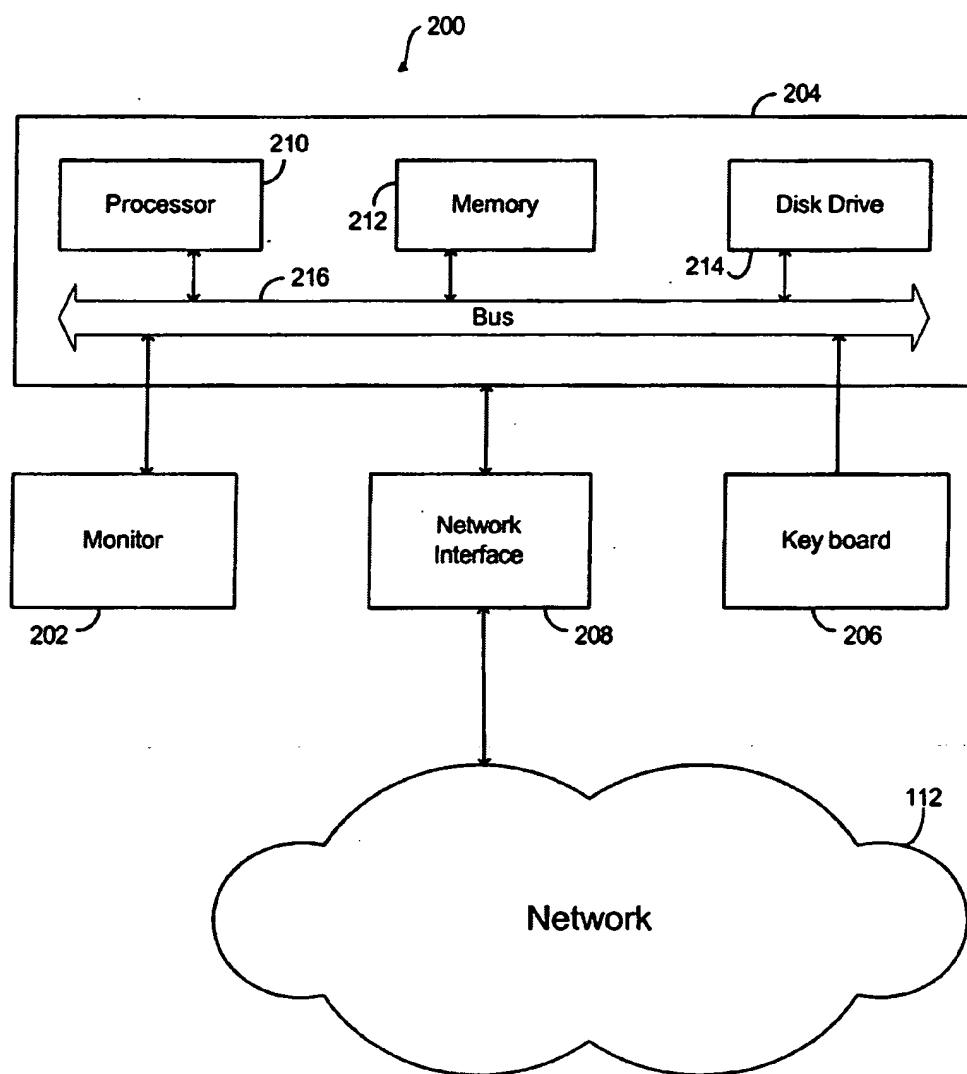 200
204
210
Processor
212
Memory
Disk Drive
214
216
Bus
Monitor
202
Network
Interface
208
Key board
206
112
Network